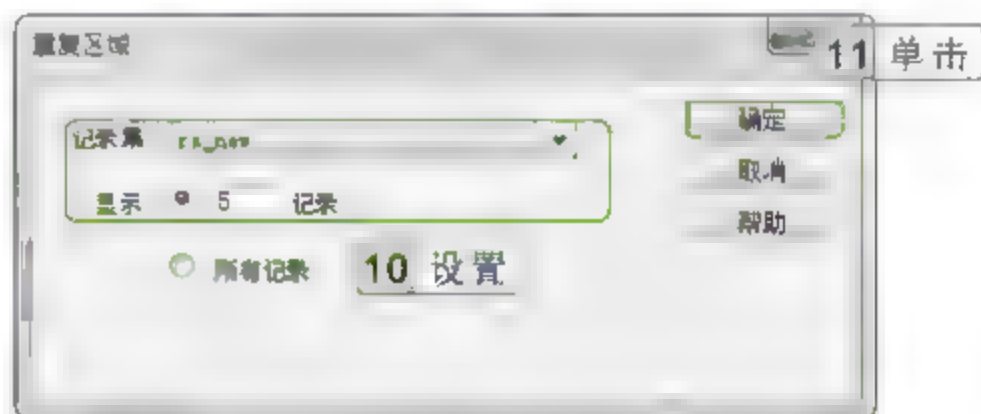 重复区域
11 单击
记录集
确定
取消
显示 5 记录
帮助
所有记录 10 设置